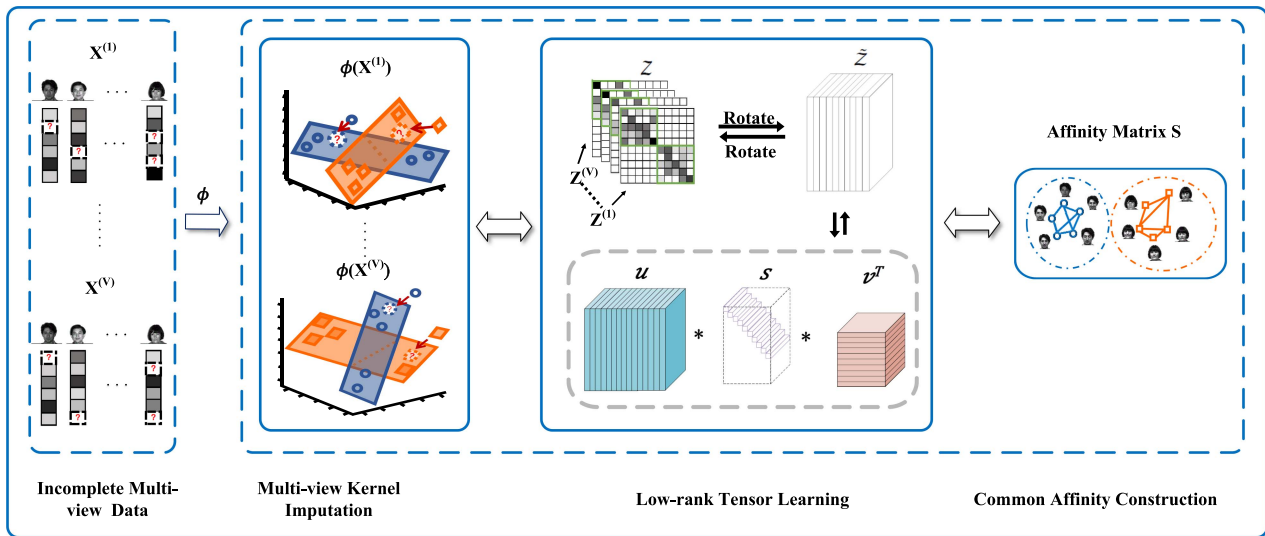 X(1)
. . .
?
?
?
?
. . .
. . . . .
X(V)
. . .
?
?
?
?
. . .
ϕ
ϕ(X(1))
?
?
. . . . .
ϕ(X(V))
?
?
Z
Z(V)
Z(1)
Rotate
Rotate
Z̃
u * s * vᵀ
Affinity Matrix S
Incomplete Multi-
view Data
Multi-view Kernel
Imputation
Low-rank Tensor Learning
Common Affinity Construction